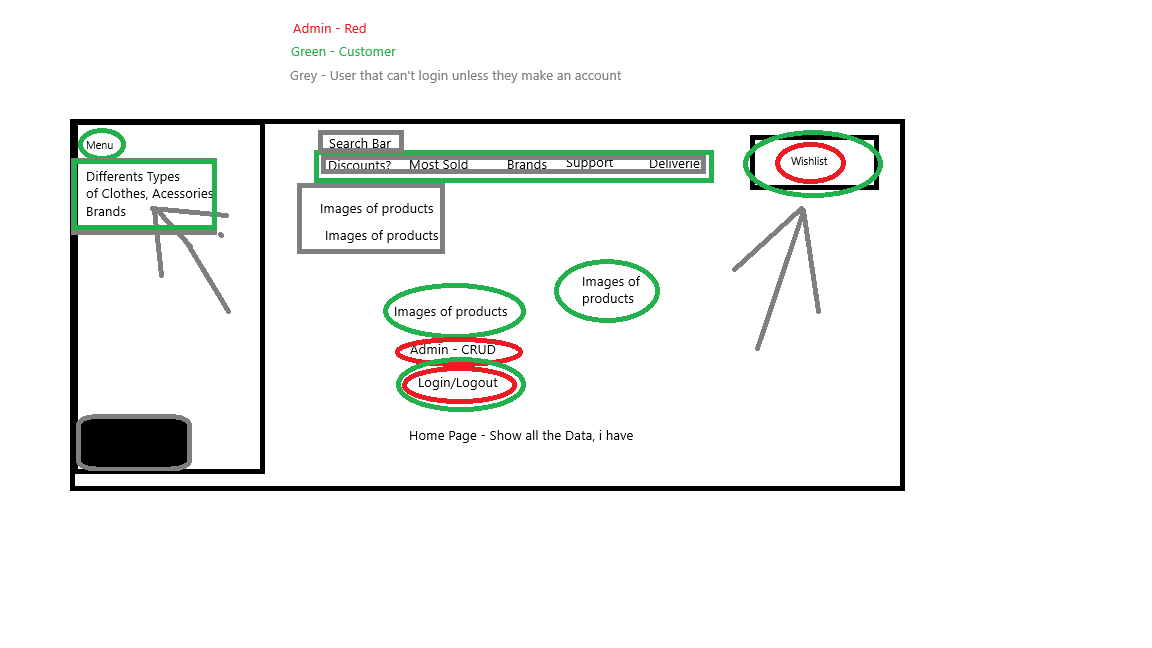 Admin - Red
Green - Customer
Grey - User that can't login unless they make an account
Menu
Search Bar
Wishlist
Discounts? Most Sold Brands Support Deliverie
Differents Types
of Clothes, Acessories
Brands
Images of products
Images of products
Images of
products
Images of products
Admin - CRUD
Login/Logout
Home Page - Show all the Data, i have